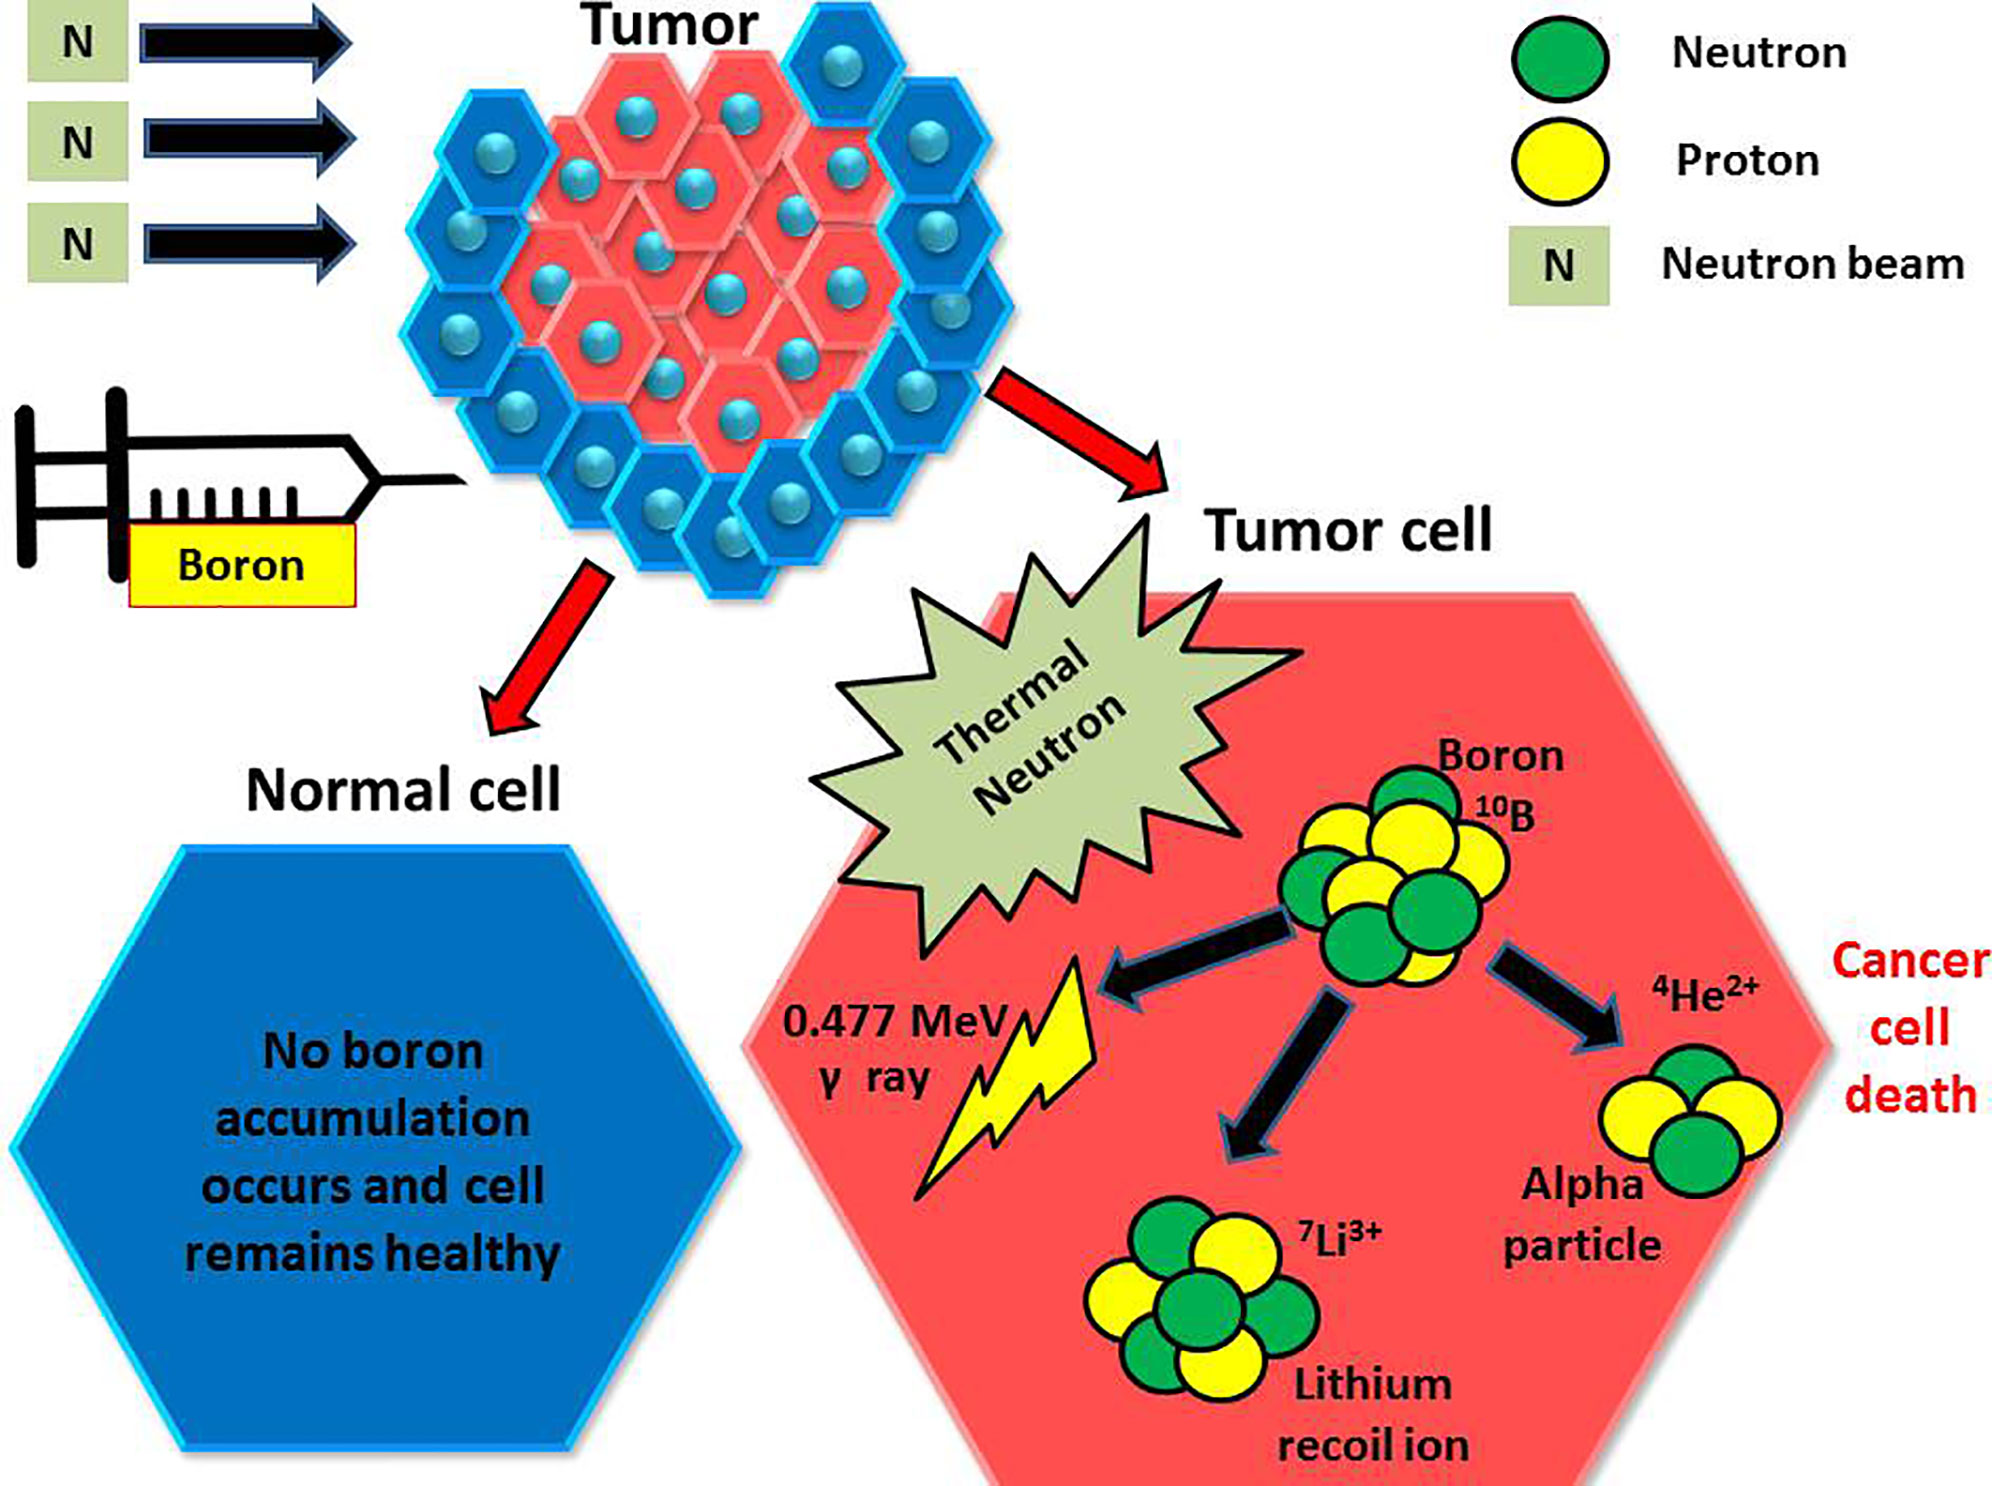 N
N
N
Tumor
Neutron
Proton
N
Neutron beam
Boron
Tumor cell
Thermal
Neutron
Normal cell
Boron
¹⁰B
No boron
accumulation
occurs and cell
remains healthy
0.477 MeV
γ ray
⁴He²⁺
Alpha
particle
⁷Li³⁺
Lithium
recoil ion
Cancer
cell
death